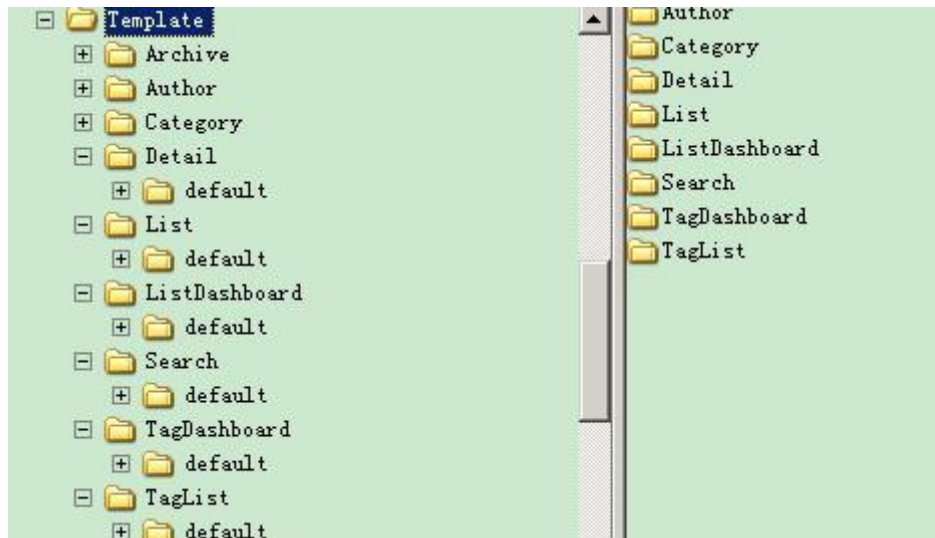 Template
Archive
Author
Category
Detail
default
List
default
ListDashboard
default
Search
default
TagDashboard
default
TagList
default
Author
Category
Detail
List
ListDashboard
Search
TagDashboard
TagList